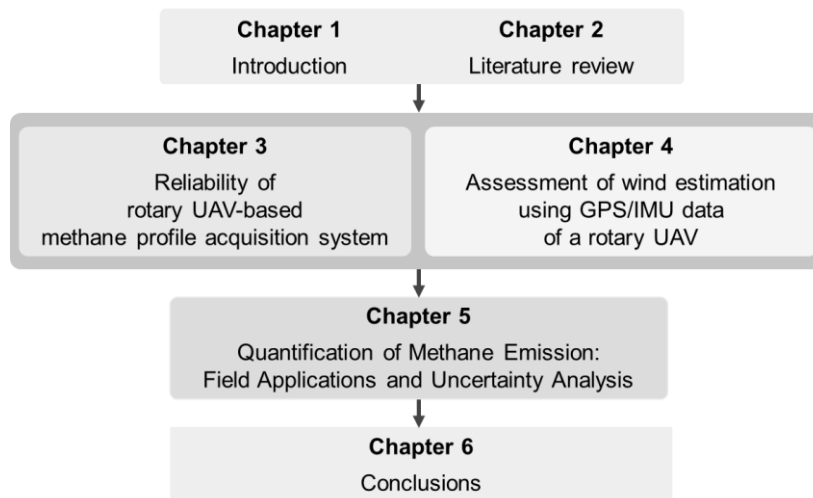 Chapter 1
Introduction
Chapter 2
Literature review
Chapter 3
Reliability of
rotary UAV-based
methane profile acquisition system
Chapter 4
Assessment of wind estimation
using GPS/IMU data
of a rotary UAV
Chapter 5
Quantification of Methane Emission:
Field Applications and Uncertainty Analysis
Chapter 6
Conclusions